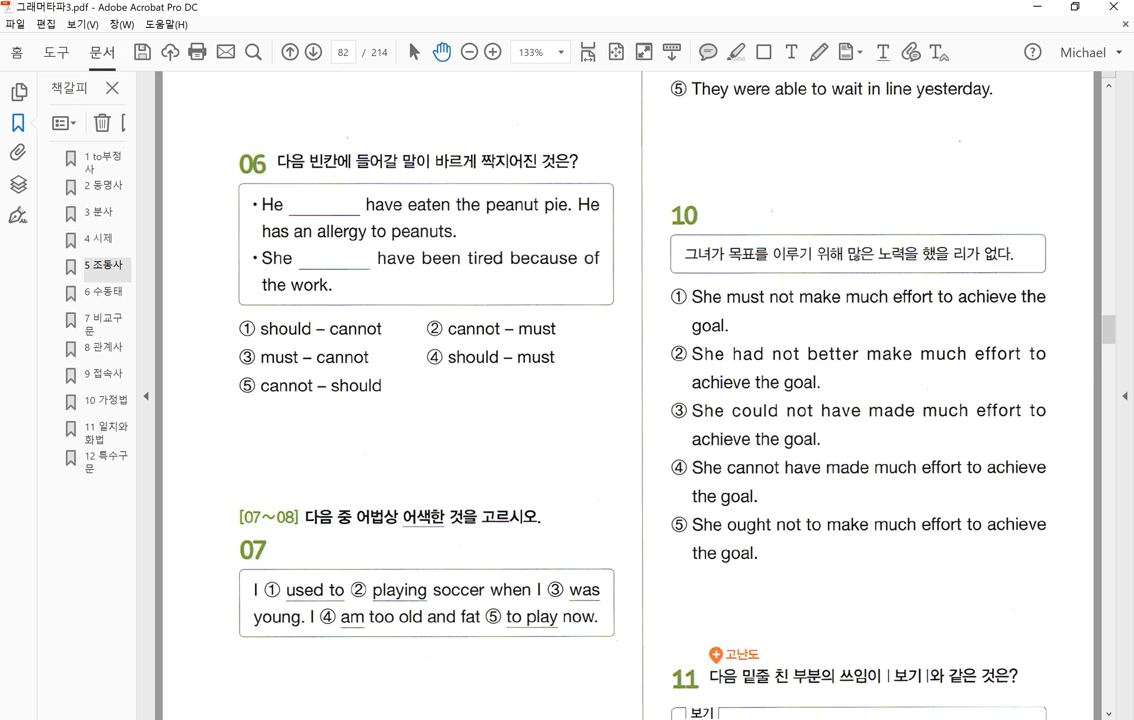 그래머타파3.pdf - Adobe Acrobat Pro DC
파일 편집 보기(V) 창(W) 도움말(H)
홈 도구 문서 82 / 214 133% Michael
책갈피
1 to부정사
2 동명사
3 분사
4 시제
5 조동사
6 수동태
7 비교구문
8 관계사
9 접속사
10 가정법
11 일치와 화법
12 특수구문
06 다음 빈칸에 들어갈 말이 바르게 짝지어진 것은?
• He ________ have eaten the peanut pie. He
has an allergy to peanuts.
• She ________ have been tired because of
the work.
① should – cannot ② cannot – must
③ must – cannot ④ should – must
⑤ cannot – should
[07~08] 다음 중 어법상 어색한 것을 고르시오.
07
I ① used to ② playing soccer when I ③ was
young. I ④ am too old and fat ⑤ to play now.
⑤ They were able to wait in line yesterday.
10
그녀가 목표를 이루기 위해 많은 노력을 했을 리가 없다.
① She must not make much effort to achieve the
goal.
② She had not better make much effort to
achieve the goal.
③ She could not have made much effort to
achieve the goal.
④ She cannot have made much effort to achieve
the goal.
⑤ She ought not to make much effort to achieve
the goal.
고난도
11 다음 밑줄 친 부분의 쓰임이 |보기|와 같은 것은?
보기